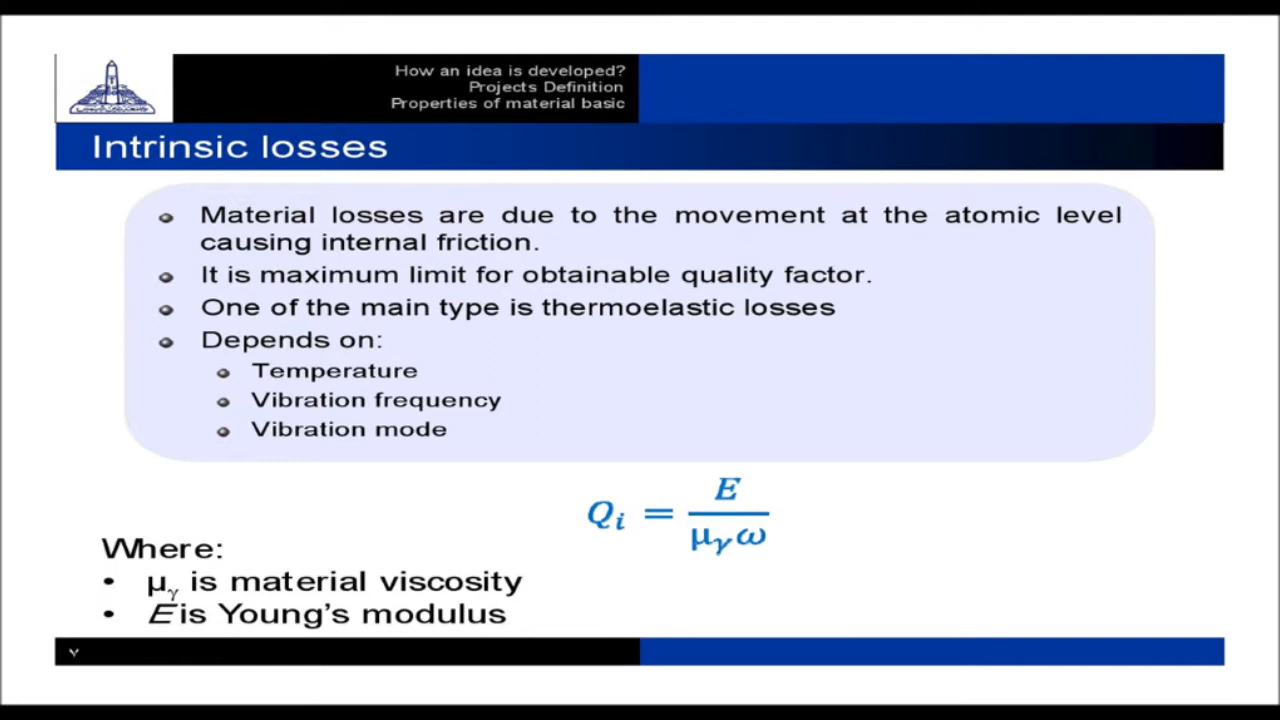 How an idea is developed?
Projects Definition
Properties of material basic
Intrinsic losses
Material losses are due to the movement at the atomic level
causing internal friction.
It is maximum limit for obtainable quality factor.
One of the main type is thermoelastic losses
Depends on:
Temperature
Vibration frequency
Vibration mode
Qᵢ = E / μᵧω
Where:
• μᵧ is material viscosity
• E is Young's modulus
٧